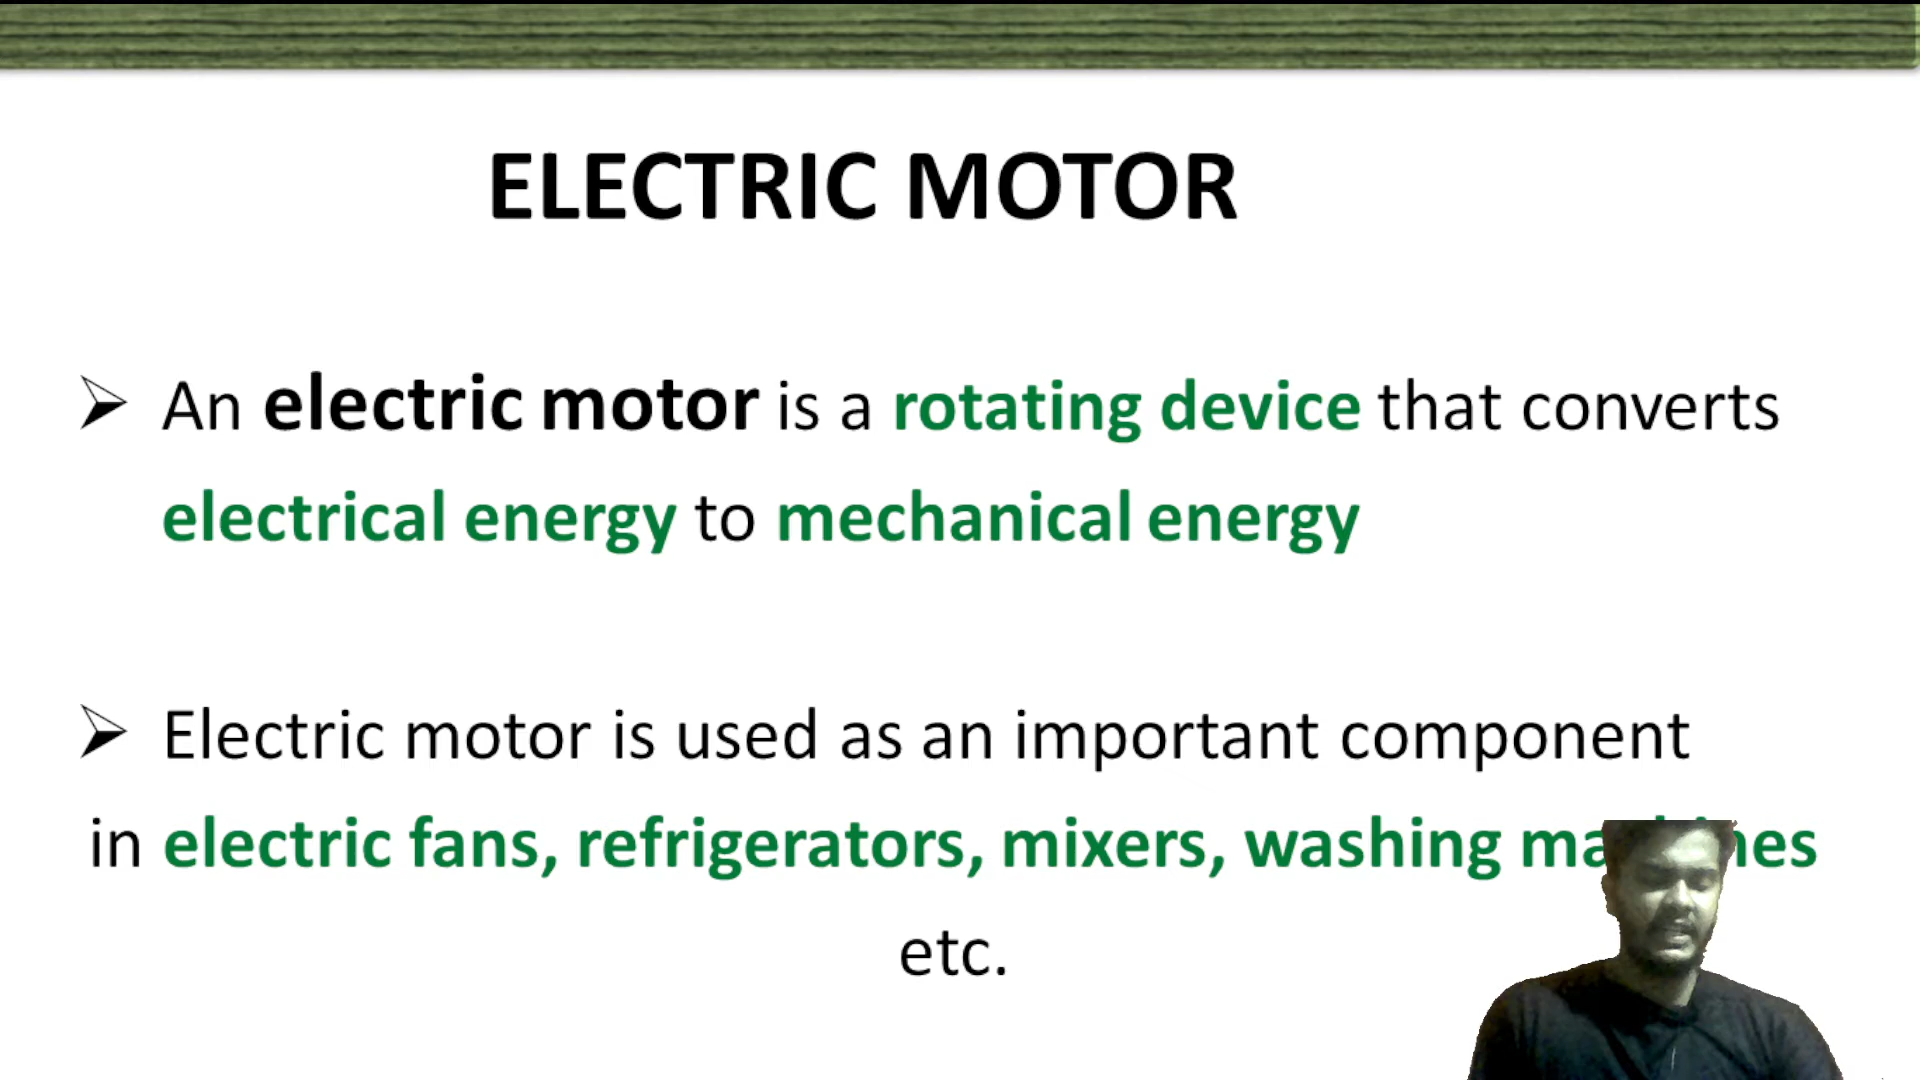 ELECTRIC MOTOR
➢ An electric motor is a rotating device that converts
electrical energy to mechanical energy
➢ Electric motor is used as an important component
in electric fans, refrigerators, mixers, washing machines
etc.